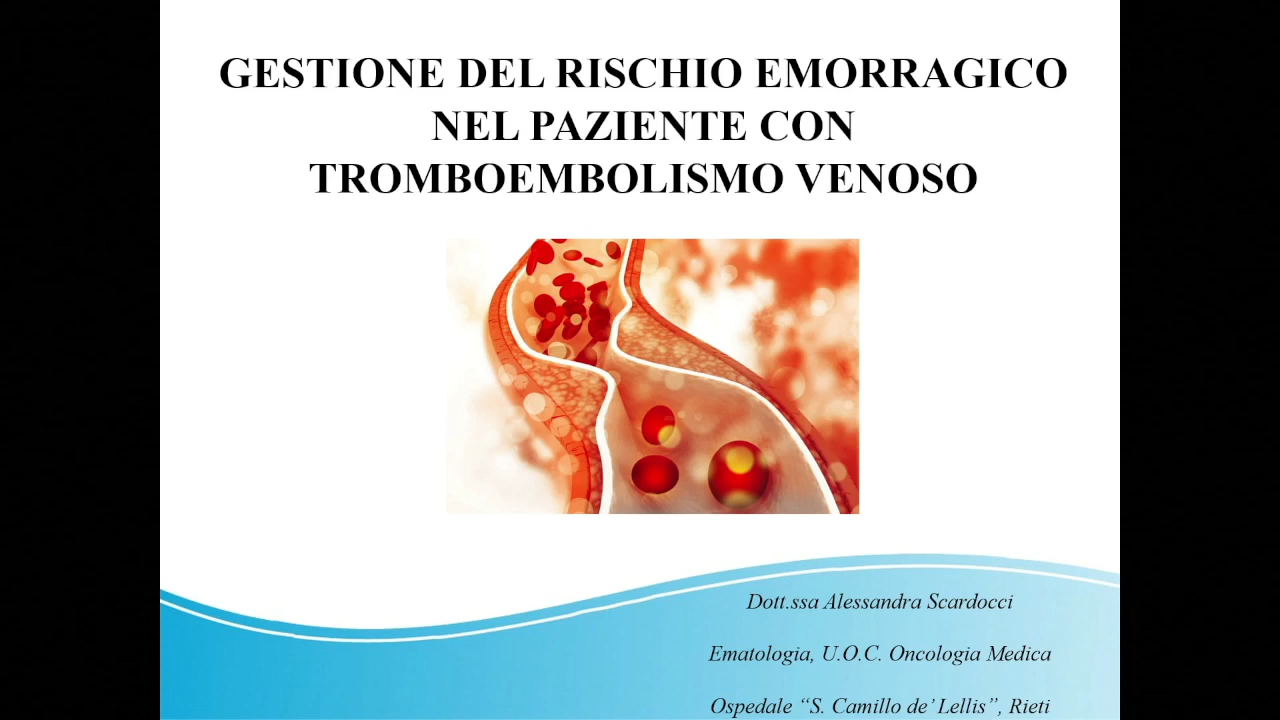 GESTIONE DEL RISCHIO EMORRAGICO
NEL PAZIENTE CON
TROMBOEMBOLISMO VENOSO
Dott.ssa Alessandra Scardocci
Ematologia, U.O.C. Oncologia Medica
Ospedale “S. Camillo de’ Lellis”, Rieti